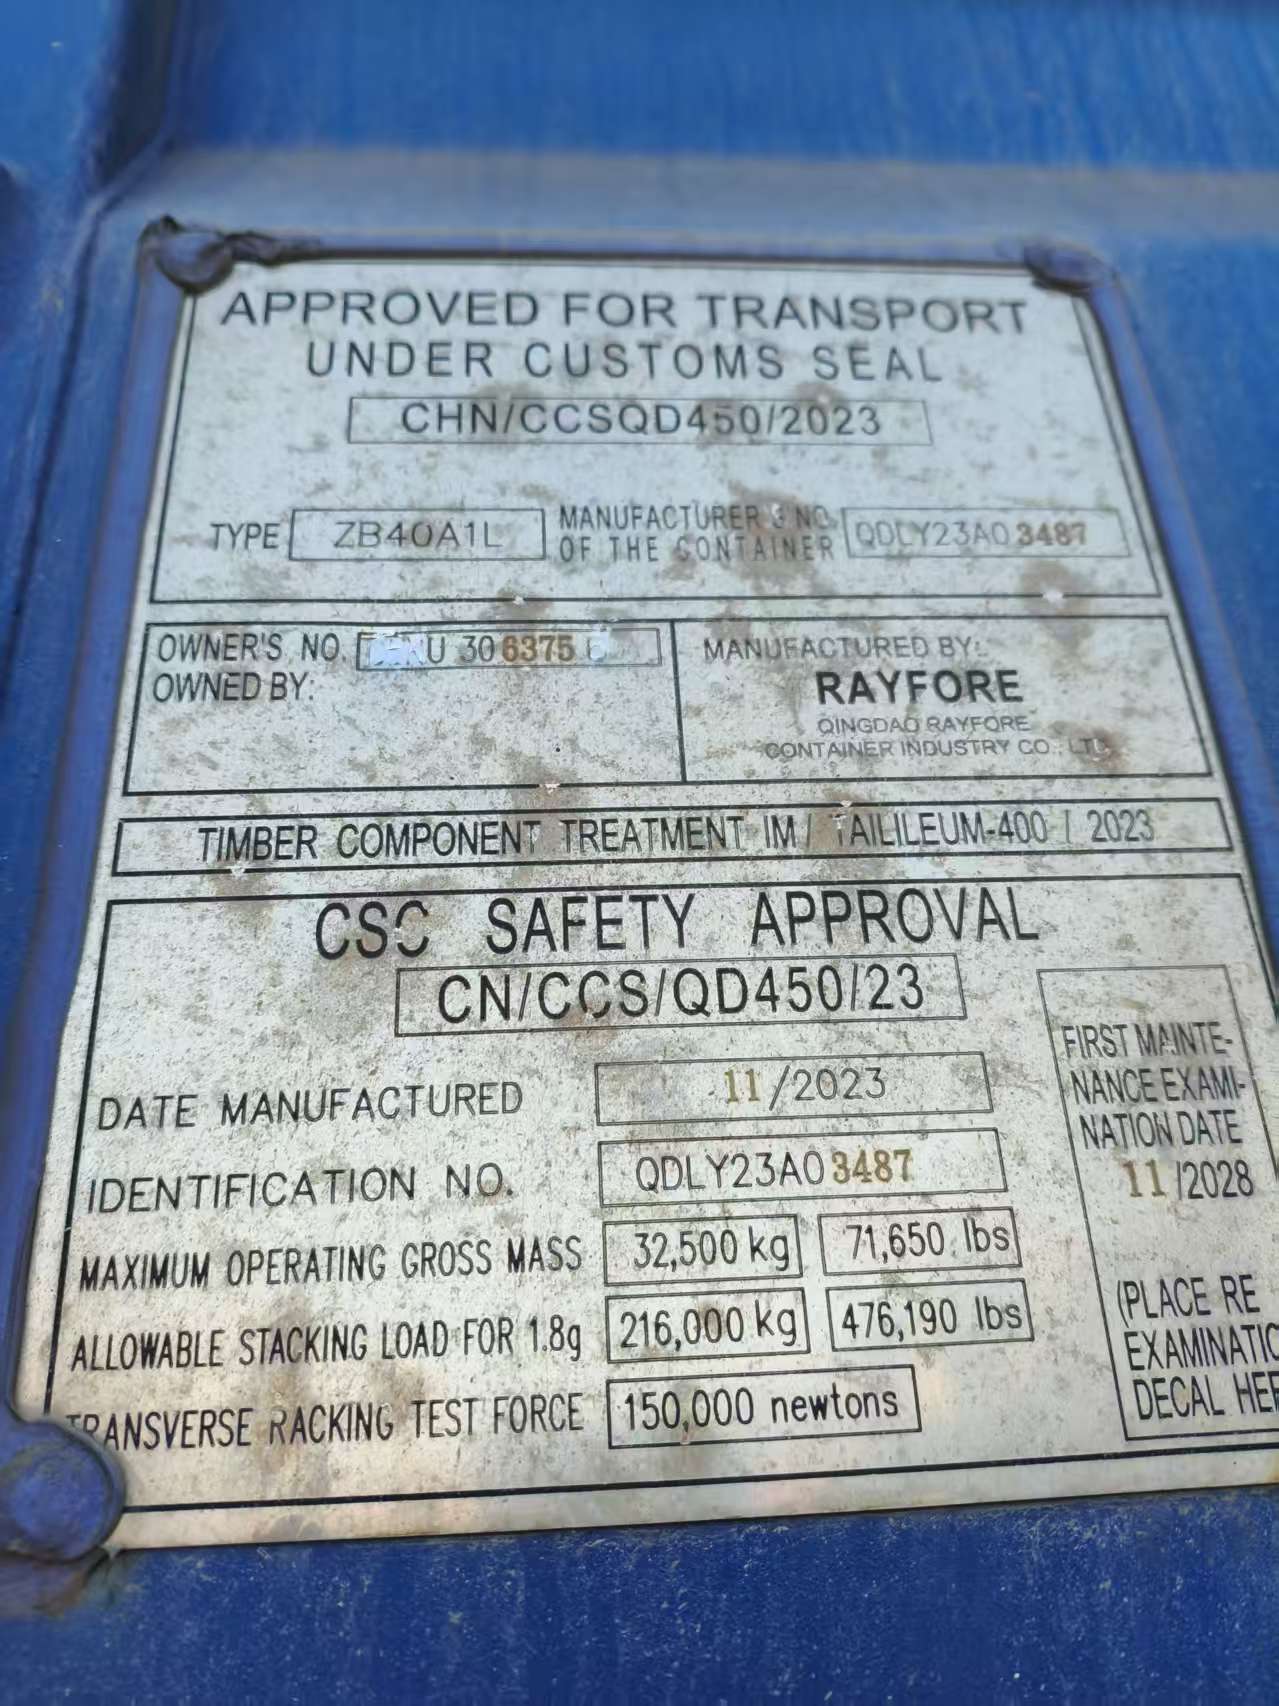 APPROVED FOR TRANSPORT
UNDER CUSTOMS SEAL
CHN/CCSQD450/2023
TYPE ZB40A1L MANUFACTURER'S NO.
OF THE CONTAINER QDLY23A03487
OWNER'S NO. U 306375
OWNED BY:
MANUFACTURED BY:
RAYFORE
QINGDAO RAYFORE
CONTAINER INDUSTRY CO., LTD.
TIMBER COMPONENT TREATMENT IM / TAILILEUM-400 / 2023
CSC SAFETY APPROVAL
CN/CCS/QD450/23
DATE MANUFACTURED 11/2023
IDENTIFICATION NO. QDLY23A03487
MAXIMUM OPERATING GROSS MASS 32,500 kg 71,650 lbs
ALLOWABLE STACKING LOAD FOR 1.8g 216,000 kg 476,190 lbs
TRANSVERSE RACKING TEST FORCE 150,000 newtons
FIRST MAINTE-
NANCE EXAMI-
NATION DATE
11/2028
(PLACE RE
EXAMINATIO
DECAL HER